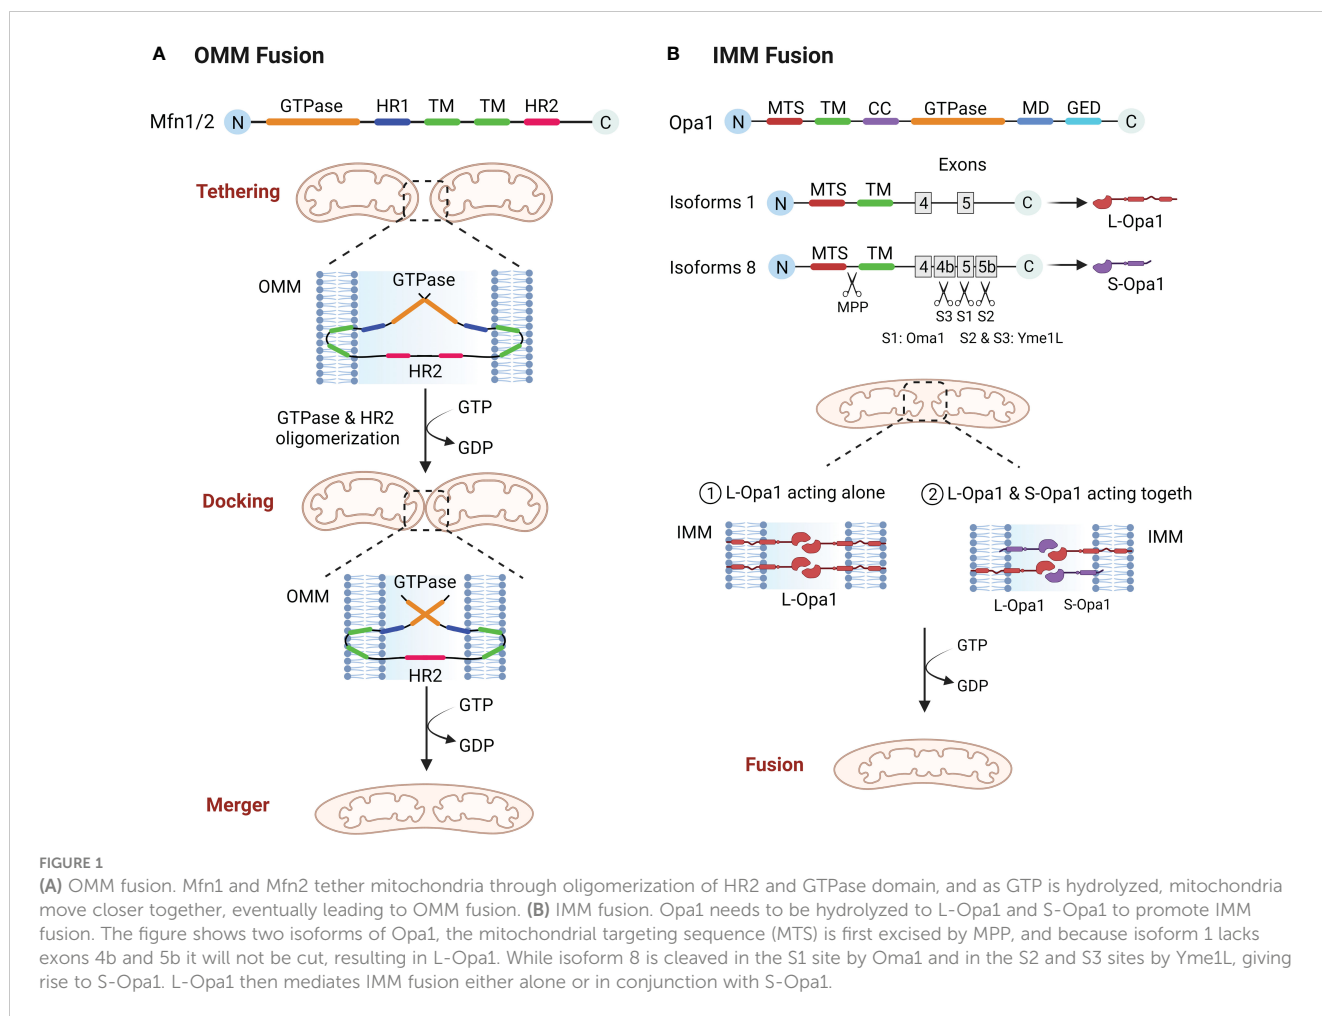 A OMM Fusion
Mfn1/2 N GTPase HR1 TM TM HR2 C
Tethering
OMM
GTPase
HR2
GTPase & HR2
oligomerization
GTP
GDP
Docking
OMM
GTPase
HR2
GTP
GDP
Merger
B IMM Fusion
Opa1 N MTS TM CC GTPase MD GED C
Exons
Isoforms 1 N MTS TM 4 5 C
L-Opa1
Isoforms 8 N MTS TM 4 4b 5 5b C
S-Opa1
MPP
S3 S1 S2
S1: Oma1 S2 & S3: Yme1L
1 L-Opa1 acting alone
2 L-Opa1 & S-Opa1 acting togeth
IMM
L-Opa1
IMM
L-Opa1 S-Opa1
GTP
GDP
Fusion
FIGURE 1
(A) OMM fusion. Mfn1 and Mfn2 tether mitochondria through oligomerization of HR2 and GTPase domain, and as GTP is hydrolyzed, mitochondria
move closer together, eventually leading to OMM fusion. (B) IMM fusion. Opa1 needs to be hydrolyzed to L-Opa1 and S-Opa1 to promote IMM
fusion. The figure shows two isoforms of Opa1, the mitochondrial targeting sequence (MTS) is first excised by MPP, and because isoform 1 lacks
exons 4b and 5b it will not be cut, resulting in L-Opa1. While isoform 8 is cleaved in the S1 site by Oma1 and in the S2 and S3 sites by Yme1L, giving
rise to S-Opa1. L-Opa1 then mediates IMM fusion either alone or in conjunction with S-Opa1.